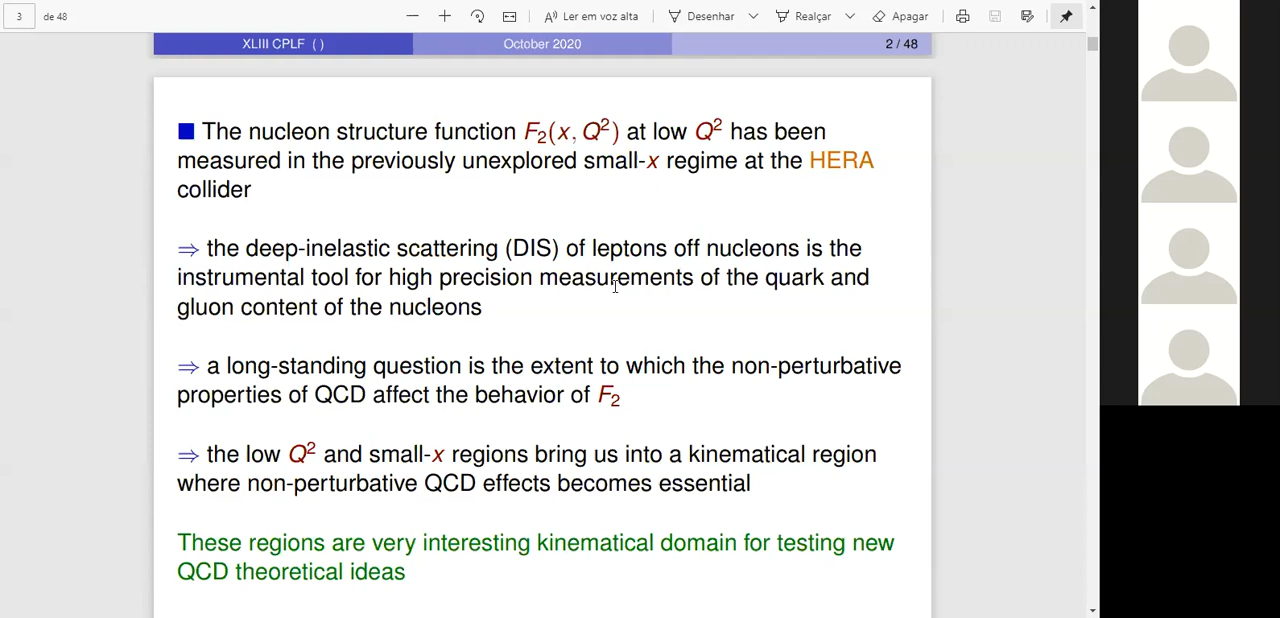 3 de 48 Ler em voz alta Desenhar Realçar Apagar
XLIII CPLF ( ) October 2020 2 / 48
The nucleon structure function F₂(x, Q²) at low Q² has been
measured in the previously unexplored small-x regime at the HERA
collider
⇒ the deep-inelastic scattering (DIS) of leptons off nucleons is the
instrumental tool for high precision measurements of the quark and
gluon content of the nucleons
⇒ a long-standing question is the extent to which the non-perturbative
properties of QCD affect the behavior of F₂
⇒ the low Q² and small-x regions bring us into a kinematical region
where non-perturbative QCD effects becomes essential
These regions are very interesting kinematical domain for testing new
QCD theoretical ideas